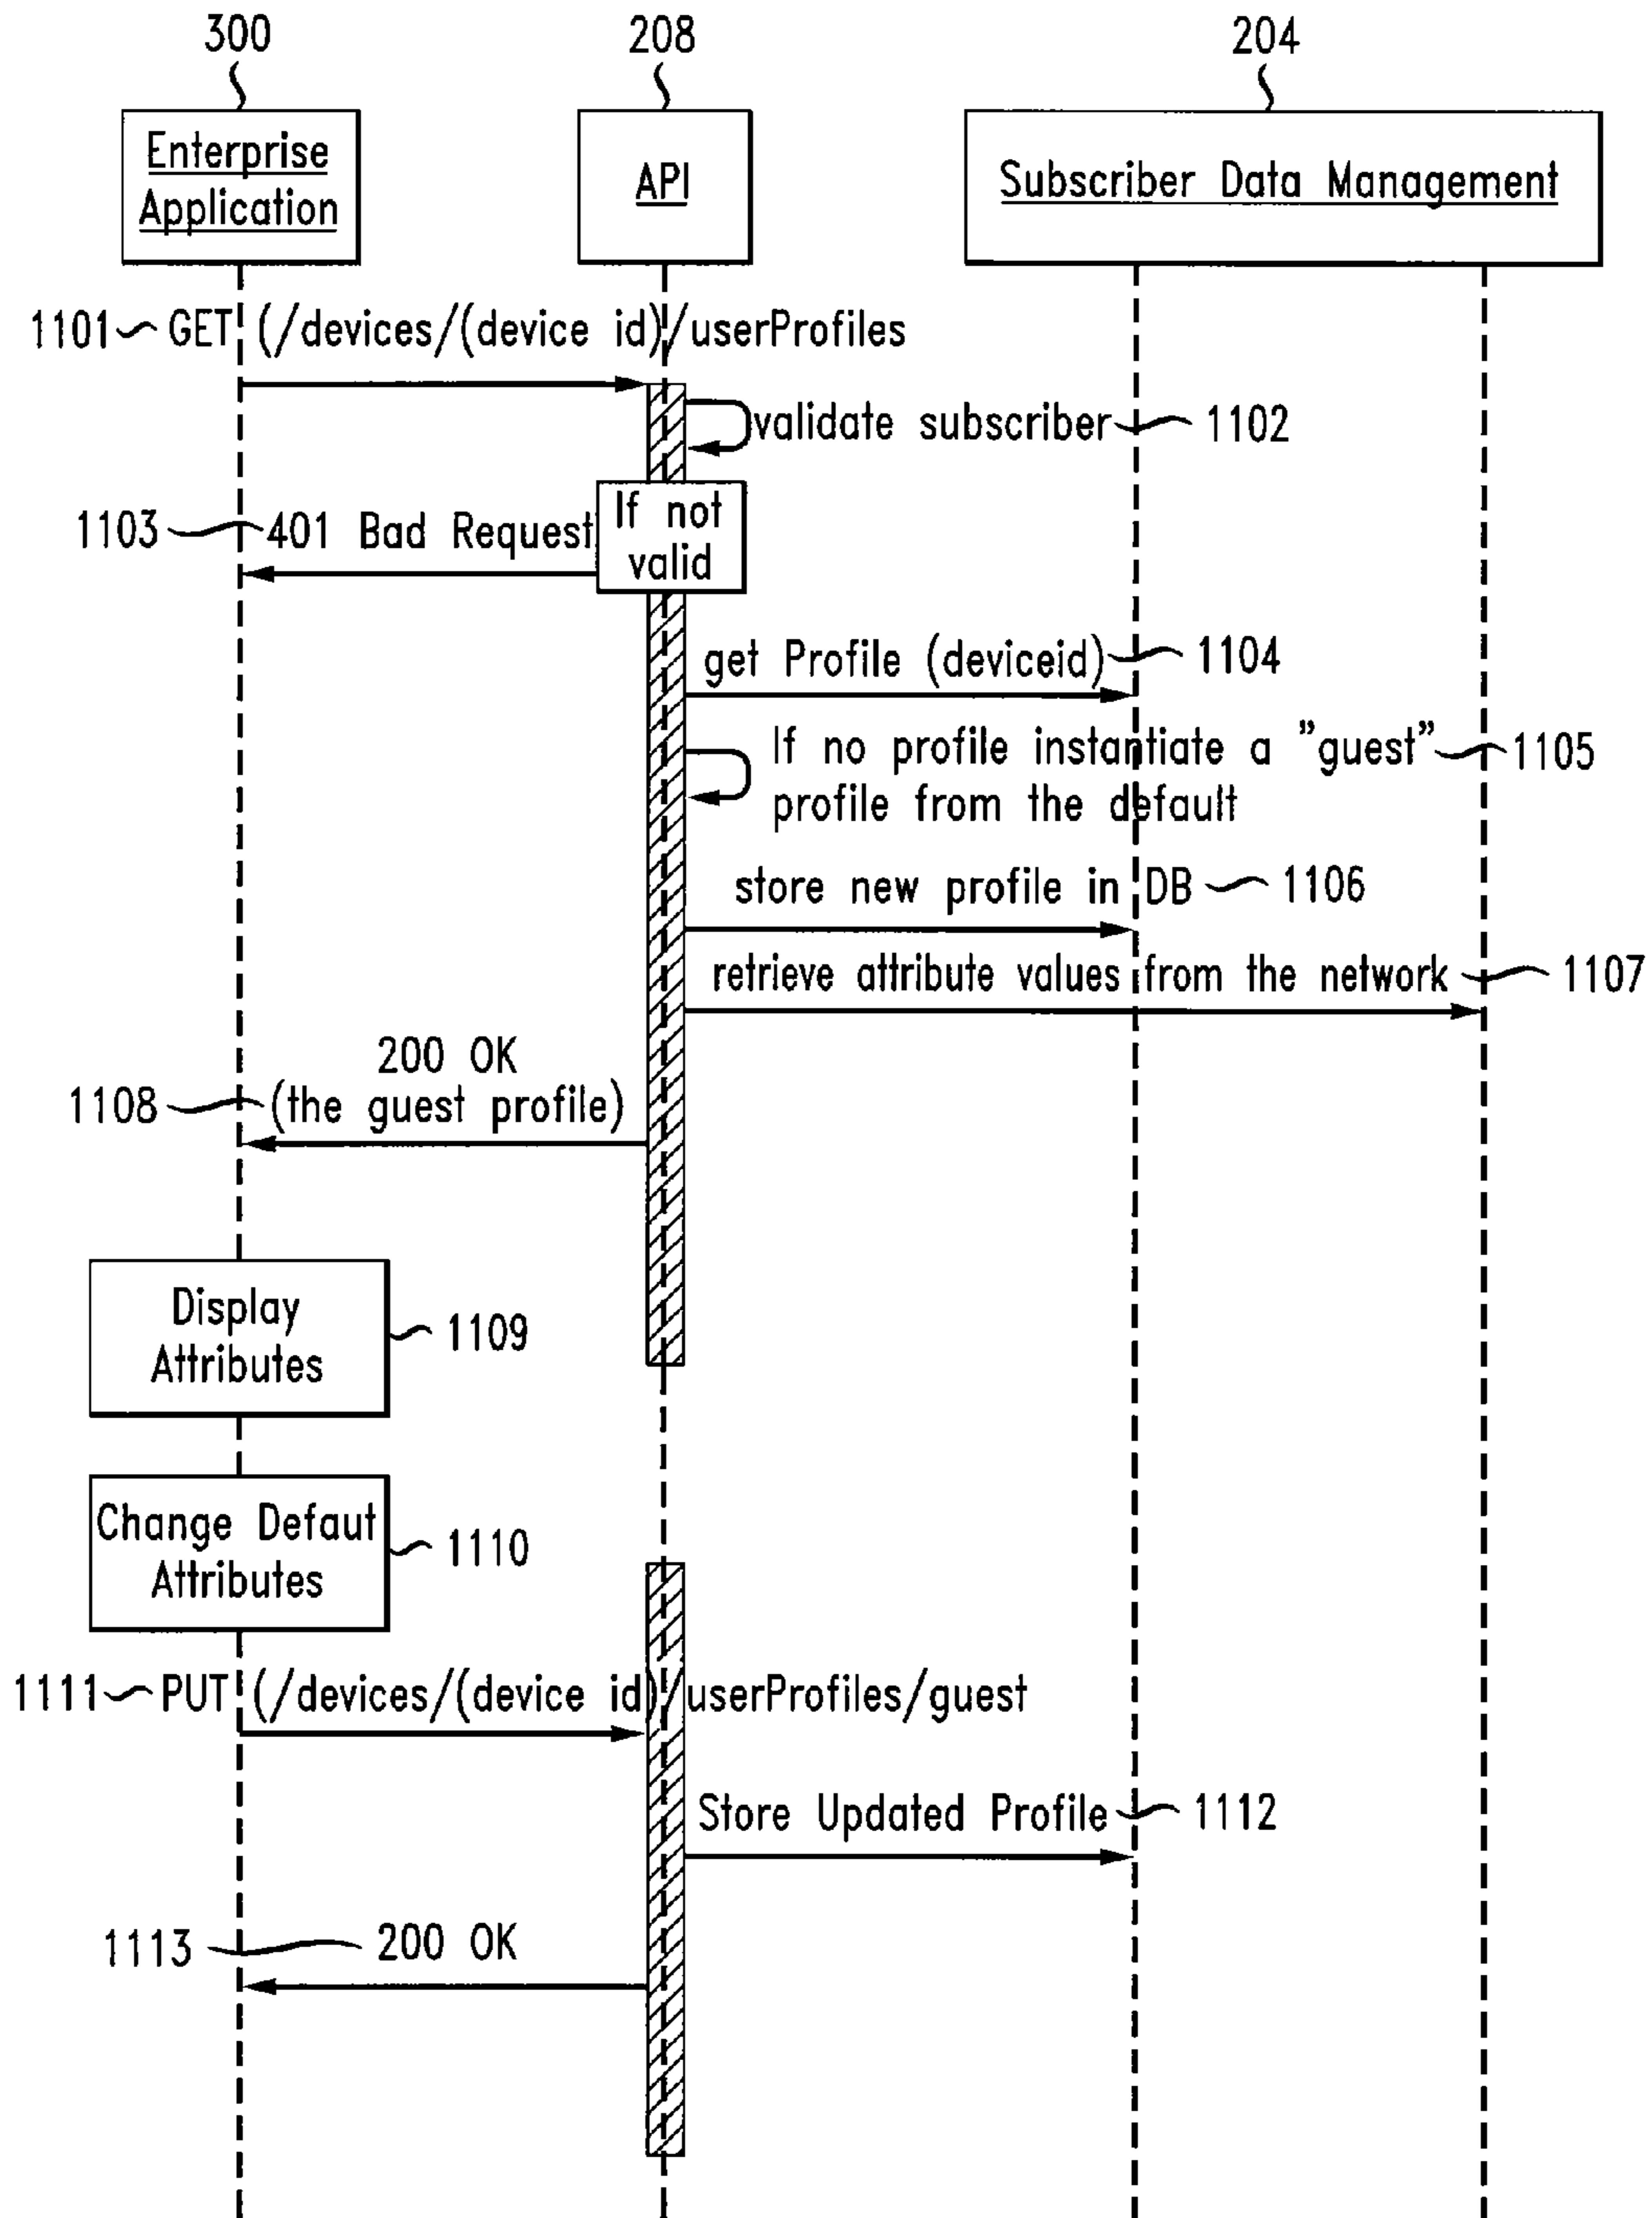 300
208
204
Enterprise
Application
API
Subscriber Data Management
1101 GET (/devices/(device id)/userProfiles
validate subscriber 1102
1103 401 Bad Request
If not
valid
get Profile (deviceid) 1104
If no profile instantiate a "guest" 1105
profile from the default
store new profile in DB 1106
retrieve attribute values from the network 1107
200 OK
1108 (the guest profile)
Display
Attributes
1109
Change Defaut
Attributes
1110
1111 PUT (/devices/(device id)/userProfiles/guest
Store Updated Profile 1112
1113 200 OK